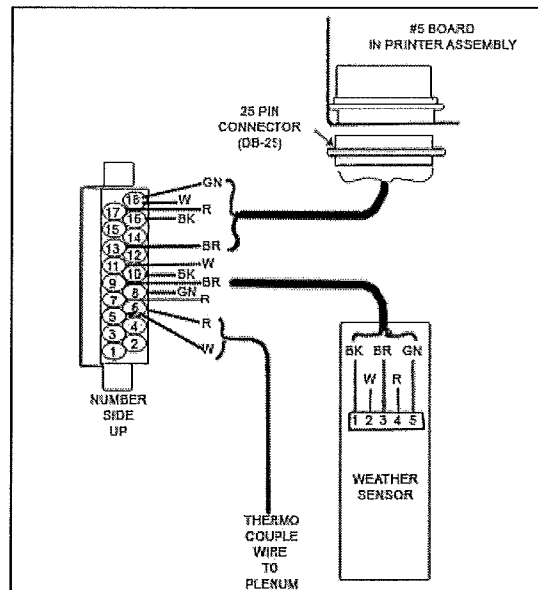 #5 BOARD
IN PRINTER ASSEMBLY
25 PIN
CONNECTOR
(DB-25)
GN
W
R
BK
BR
W
BK
BR
GN
R
R
W
18
17
16
15
14
13
12
11
10
9
8
7
6
5
4
3
2
1
NUMBER
SIDE
UP
BK BR GN
W R
1 2 3 4 5
WEATHER
SENSOR
THERMO
COUPLE
WIRE
TO
PLENUM